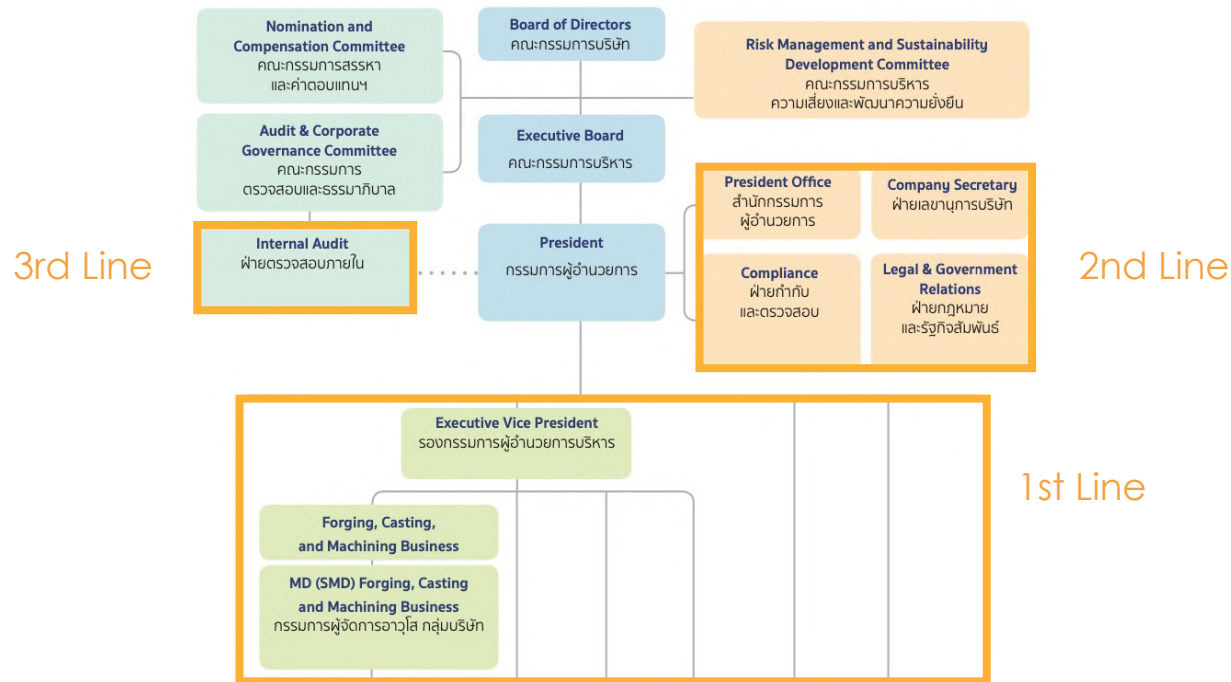 Nomination and
Compensation Committee
คณะกรรมการสรรหา
และค่าตอบแทนฯ
Board of Directors
คณะกรรมการบริษัท
Risk Management and Sustainability
Development Committee
คณะกรรมการบริหาร
ความเสี่ยงและพัฒนาความยั่งยืน
Audit & Corporate
Governance Committee
คณะกรรมการ
ตรวจสอบและธรรมาภิบาล
Executive Board
คณะกรรมการบริหาร
President Office
สำนักกรรมการ
ผู้อำนวยการ
Company Secretary
ฝ่ายเลขานุการบริษัท
3rd Line
Internal Audit
ฝ่ายตรวจสอบภายใน
President
กรรมการผู้อำนวยการ
Compliance
ฝ่ายกำกับ
และตรวจสอบ
Legal & Government
Relations
ฝ่ายกฎหมาย
และรัฐกิจสัมพันธ์
2nd Line
Executive Vice President
รองกรรมการผู้อำนวยการบริหาร
1st Line
Forging, Casting,
and Machining Business
MD (SMD) Forging, Casting
and Machining Business
กรรมการผู้จัดการอาวุโส กลุ่มบริษัท